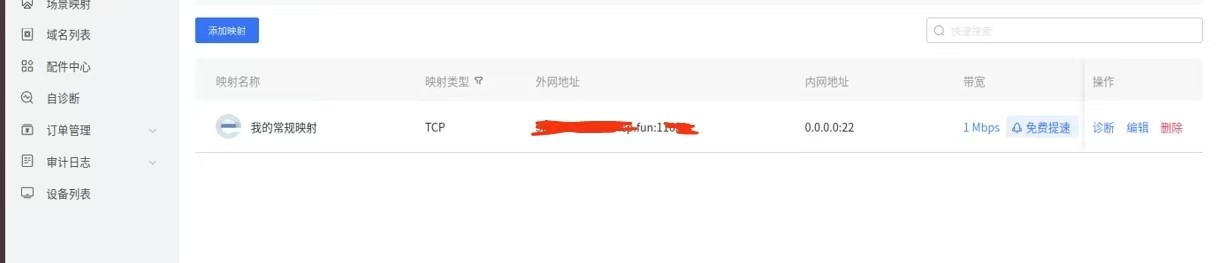 场景映射
添加映射
快速搜索
域名列表
配件中心
映射名称 映射类型 外网地址 内网地址 带宽 操作
自诊断
我的常规映射 TCP .fun:11 0.0.0.0:22 1 Mbps 免费提速 诊断 编辑 删除
订单管理
审计日志
设备列表